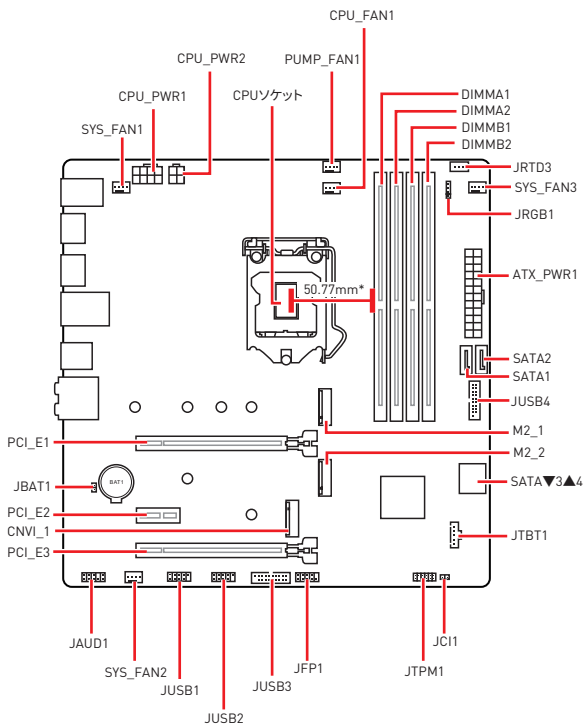 CPU_FAN1
CPU_PWR2
PUMP_FAN1
CPU_PWR1
CPUソケット
DIMMA1
DIMMA2
SYS_FAN1
DIMMB1
DIMMB2
JRTD3
SYS_FAN3
JRGB1
50.77mm*
ATX_PWR1
SATA2
SATA1
JUSB4
M2_1
PCI_E1
M2_2
BAT1
JBAT1
SATA▼3▲4
PCI_E2
CNVI_1
JTBT1
PCI_E3
JAUD1
JCI1
SYS_FAN2
JFP1
JTPM1
JUSB1
JUSB3
JUSB2